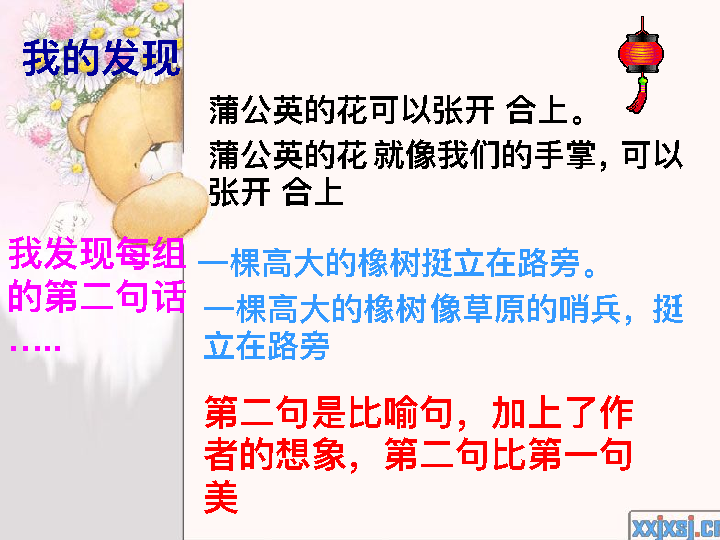 我的发现
蒲公英的花可以张开 合上。
蒲公英的花就像我们的手掌，可以
张开 合上
我发现每组
的第二句话
…..
一棵高大的橡树挺立在路旁。
一棵高大的橡树像草原的哨兵，挺
立在路旁
第二句是比喻句，加上了作
者的想象，第二句比第一句
美